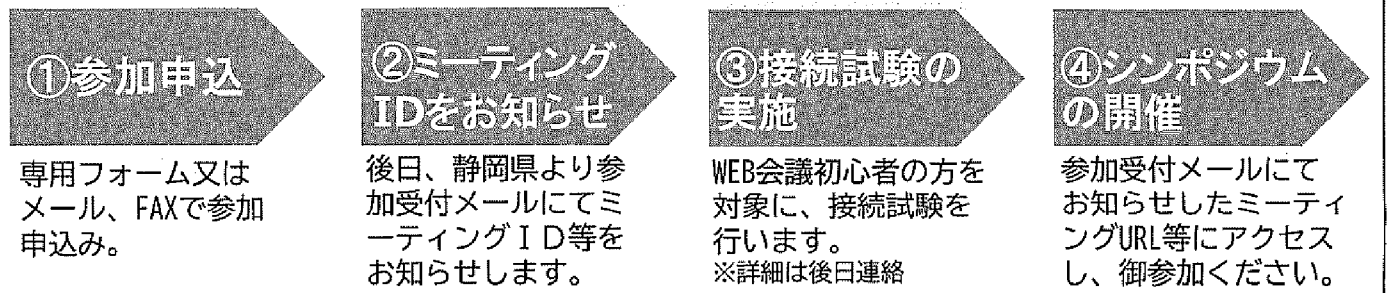 ①参加申込
専用フォーム又は
メール、FAXで参加
申込み。
②ミーティング
IDをお知らせ
後日、静岡県より参
加受付メールにてミ
ーティングＩＤ等を
お知らせします。
③接続試験の
実施
WEB会議初心者の方を
対象に、接続試験を
行います。
※詳細は後日連絡
④シンポジウム
の開催
参加受付メールにて
お知らせしたミーティ
ングURL等にアクセス
し、御参加ください。